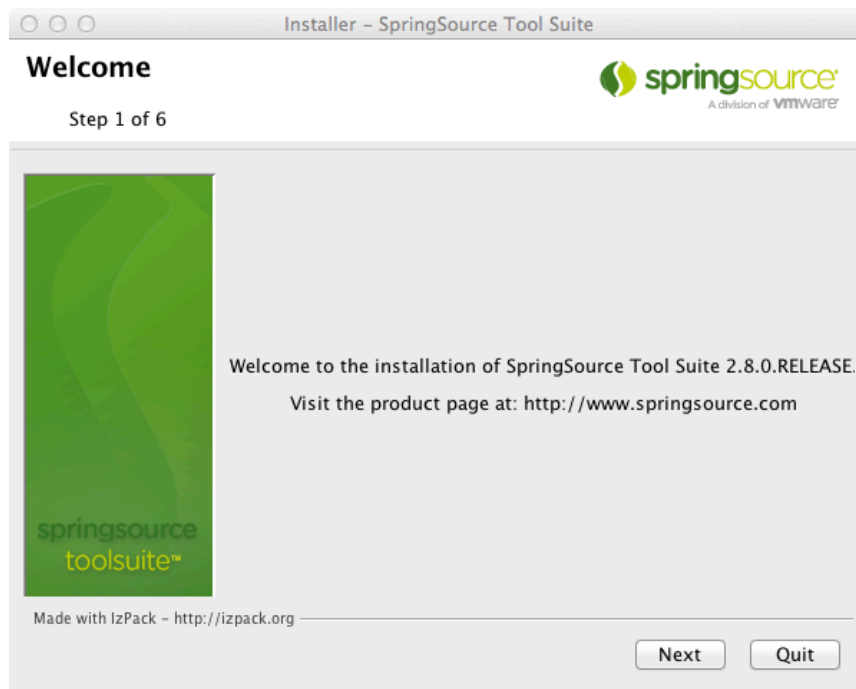 Installer – SpringSource Tool Suite
Welcome
springsource
A division of vmware
Step 1 of 6
Welcome to the installation of SpringSource Tool Suite 2.8.0.RELEASE.
Visit the product page at: http://www.springsource.com
springsource
toolsuite™
Made with IzPack – http://izpack.org
Next
Quit